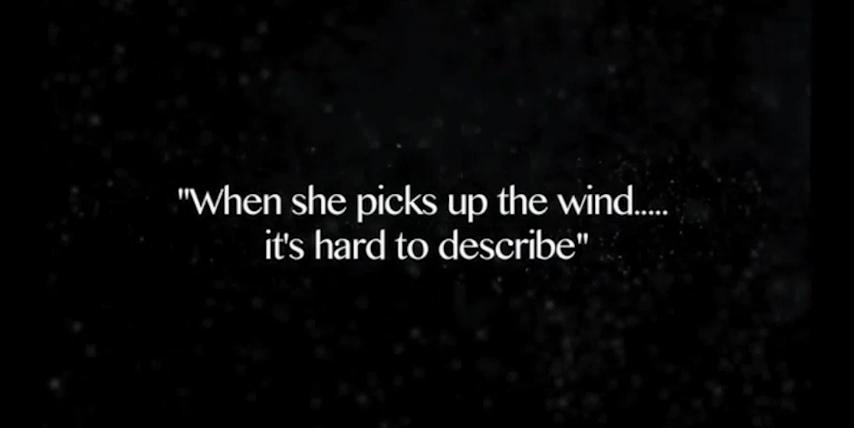 "When she picks up the wind.....
it's hard to describe"